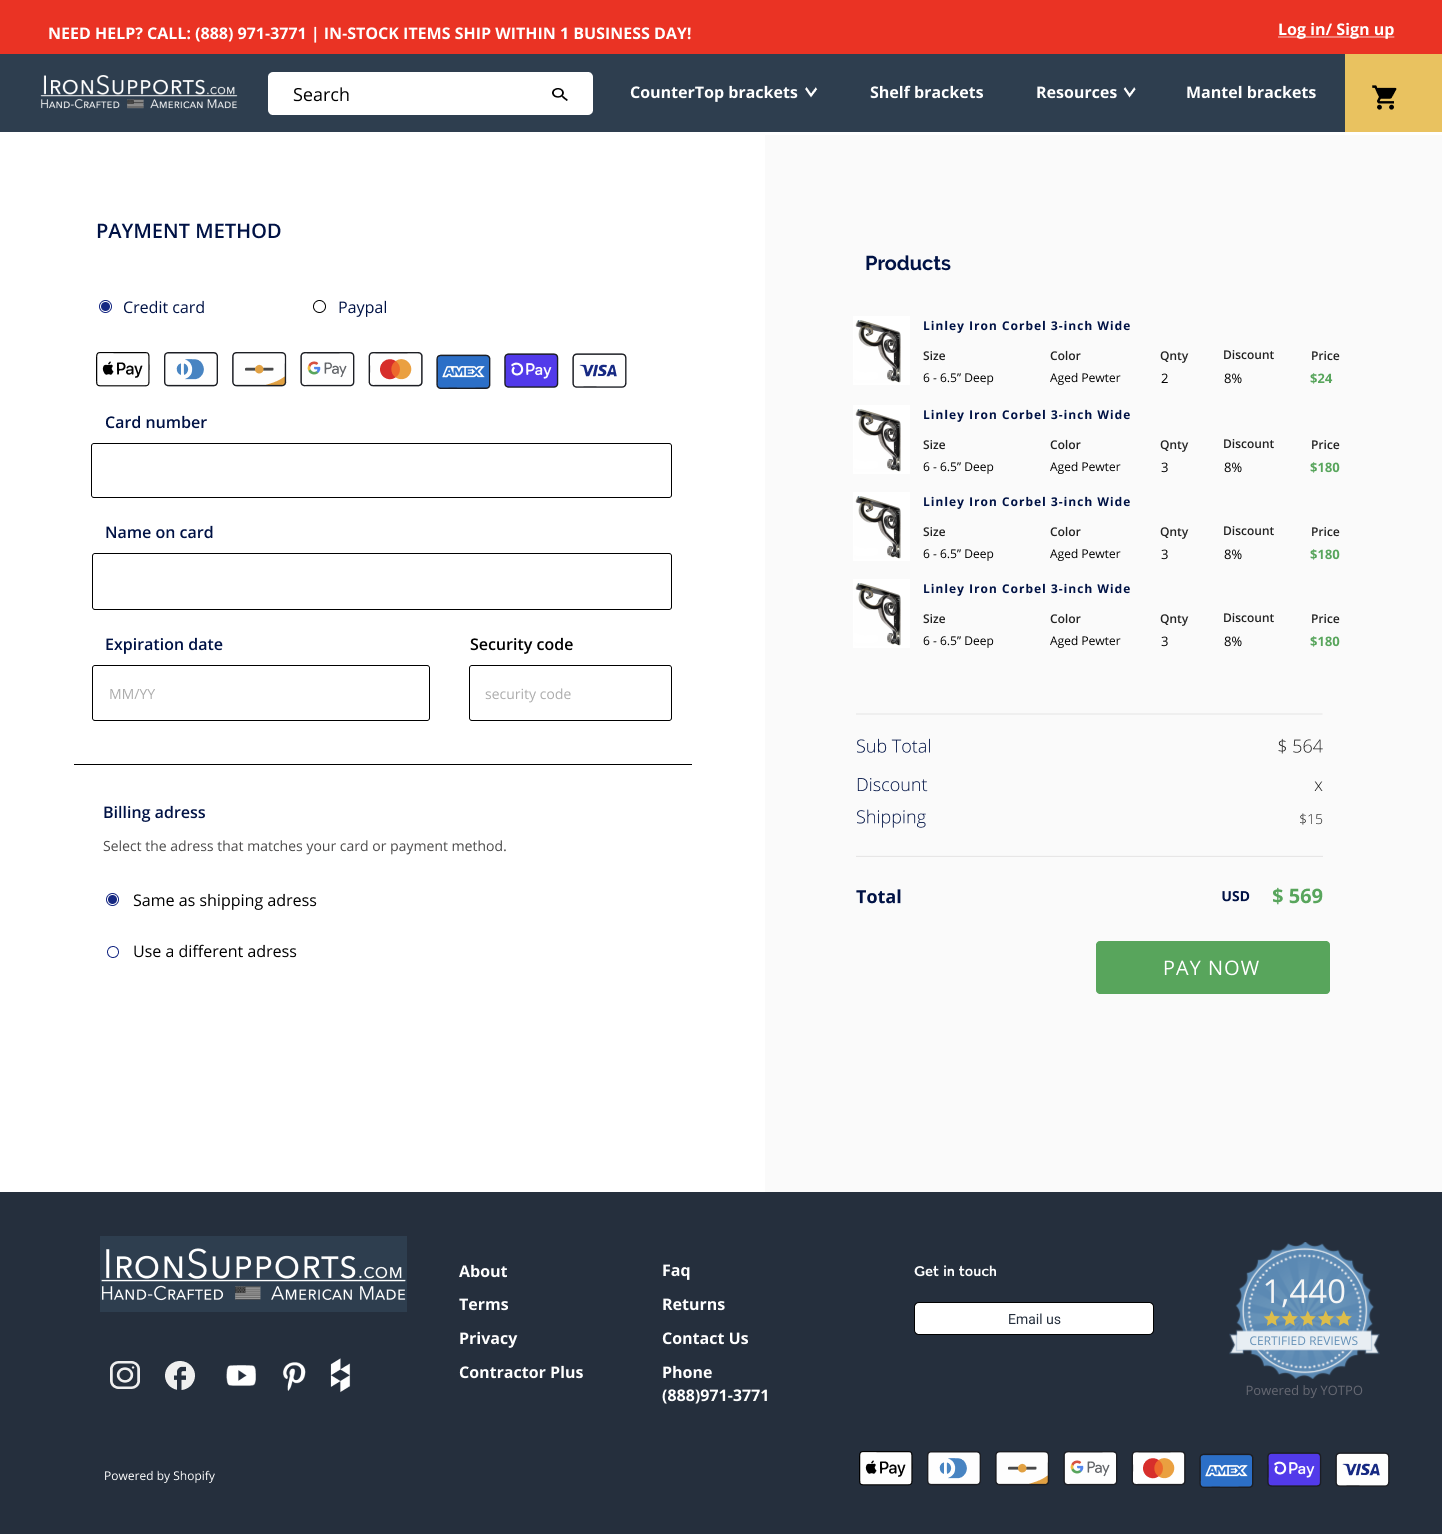 NEED HELP? CALL: (888) 971-3771 | IN-STOCK ITEMS SHIP WITHIN 1 BUSINESS DAY!
Log in/ Sign up
IRONSUPPORTS.COM
HAND-CRAFTED AMERICAN MADE
Search
CounterTop brackets
Shelf brackets
Resources
Mantel brackets
PAYMENT METHOD
Credit card
Paypal
Pay
G Pay
AMEX
Pay
VISA
Card number
Name on card
Expiration date
Security code
MM/YY
security code
Billing adress
Select the adress that matches your card or payment method.
Same as shipping adress
Use a different adress
Products
Linley Iron Corbel 3-inch Wide
Size Color Qnty Discount Price
6 - 6.5” Deep Aged Pewter 2 8% $24
Linley Iron Corbel 3-inch Wide
Size Color Qnty Discount Price
6 - 6.5” Deep Aged Pewter 3 8% $180
Linley Iron Corbel 3-inch Wide
Size Color Qnty Discount Price
6 - 6.5” Deep Aged Pewter 3 8% $180
Linley Iron Corbel 3-inch Wide
Size Color Qnty Discount Price
6 - 6.5” Deep Aged Pewter 3 8% $180
Sub Total $ 564
Discount x
Shipping $15
Total USD $ 569
PAY NOW
IRONSUPPORTS.COM
HAND-CRAFTED AMERICAN MADE
About
Terms
Privacy
Contractor Plus
Faq
Returns
Contact Us
Phone
(888)971-3771
Get in touch
Email us
1,440
CERTIFIED REVIEWS
Powered by YOTPO
Powered by Shopify
Pay
G Pay
AMEX
Pay
VISA